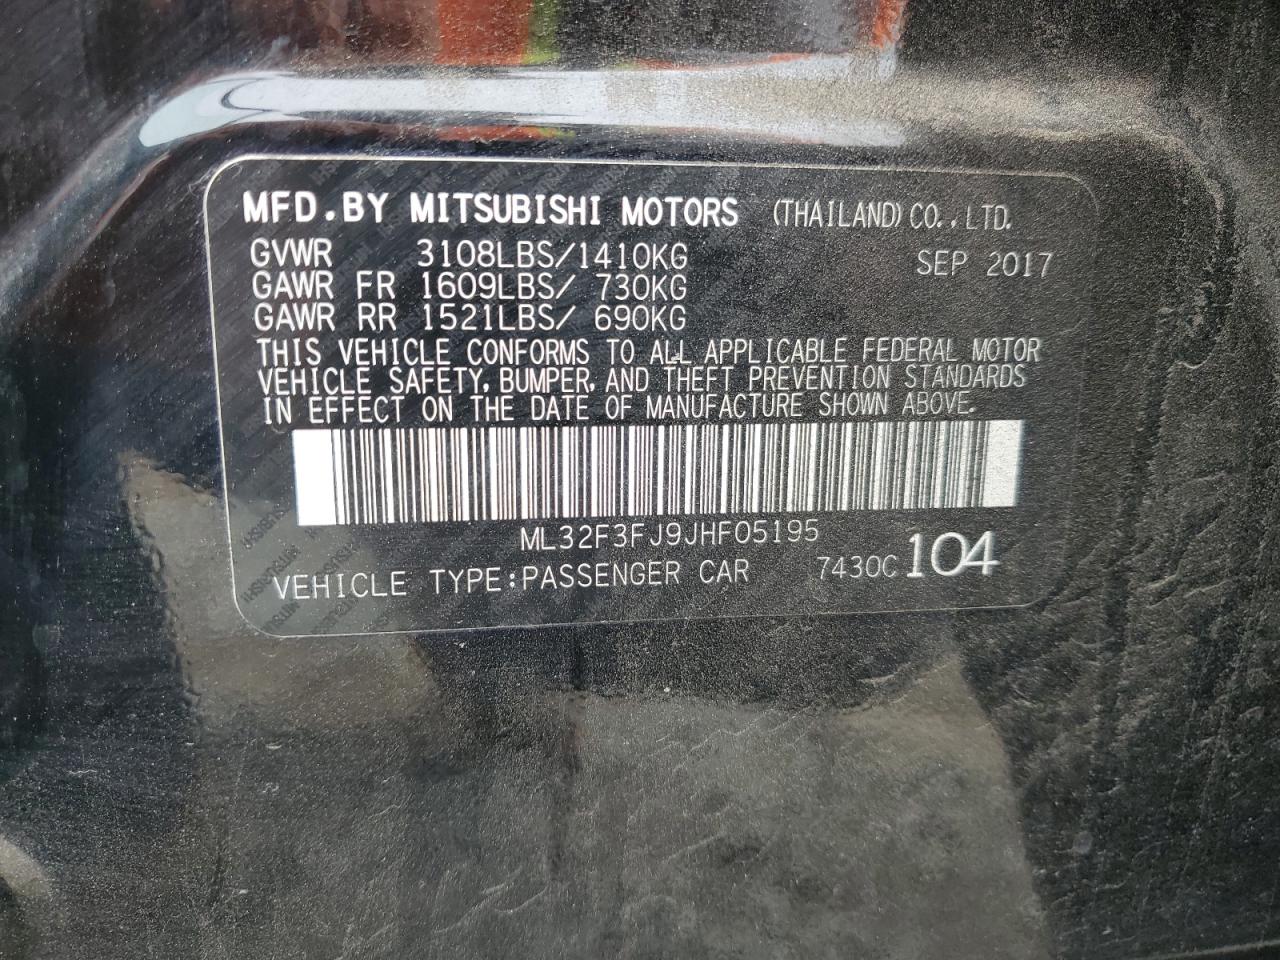 MFD.BY MITSUBISHI MOTORS (THAILAND) CO.,LTD.
GVWR 3108LBS/1410KG SEP 2017
GAWR FR 1609LBS/ 730KG
GAWR RR 1521LBS/ 690KG
THIS VEHICLE CONFORMS TO ALL APPLICABLE FEDERAL MOTOR
VEHICLE SAFETY, BUMPER, AND THEFT PREVENTION STANDARDS
IN EFFECT ON THE DATE OF MANUFACTURE SHOWN ABOVE.
ML32F3FJ9JHF05195
VEHICLE TYPE:PASSENGER CAR 7430C 104